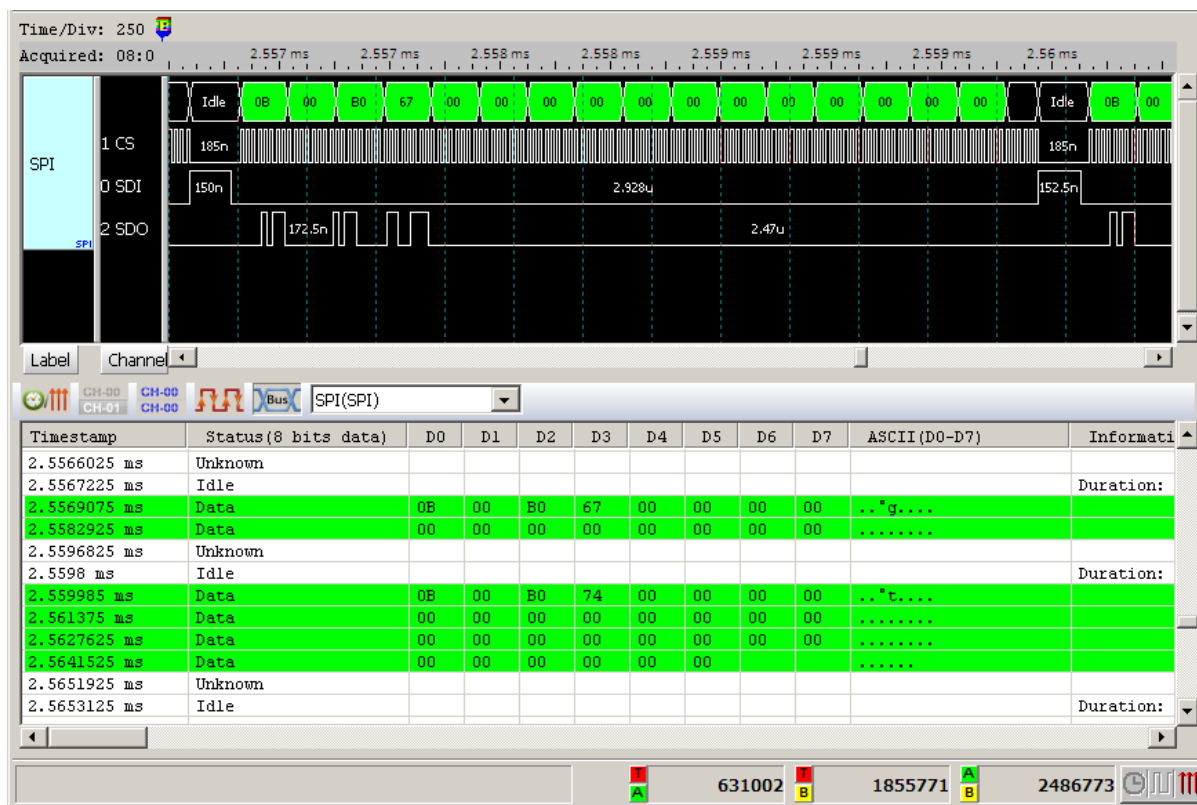 Time/Div: 250 B
Acquired: 08:0 2.557 ms 2.557 ms 2.558 ms 2.558 ms 2.559 ms 2.559 ms 2.559 ms 2.56 ms
Idle 0B 00 B0 67 00 00 00 00 00 00 00 00 00 00 00 00 Idle 0B 00
1 CS 185n 185n
SPI
0 SDI 150n 2.928u 152.5n
2 SDO 172.5n 2.47u
SPI
Label Channel
CH-00 CH-01 CH-00 CH-00 Bus SPI(SPI)
Timestamp Status(8 bits data) D0 D1 D2 D3 D4 D5 D6 D7 ASCII(D0-D7) Informati
2.5566025 ms Unknown
2.5567225 ms Idle Duration:
2.5569075 ms Data 0B 00 B0 67 00 00 00 00 ..°g....
2.5582925 ms Data 00 00 00 00 00 00 00 00 ........
2.5596825 ms Unknown
2.5598 ms Idle Duration:
2.559985 ms Data 0B 00 B0 74 00 00 00 00 ..°t....
2.561375 ms Data 00 00 00 00 00 00 00 00 ........
2.5627625 ms Data 00 00 00 00 00 00 00 00 ........
2.5641525 ms Data 00 00 00 00 00 00 ......
2.5651925 ms Unknown
2.5653125 ms Idle Duration:
T A 631002 T B 1855771 A B 2486773